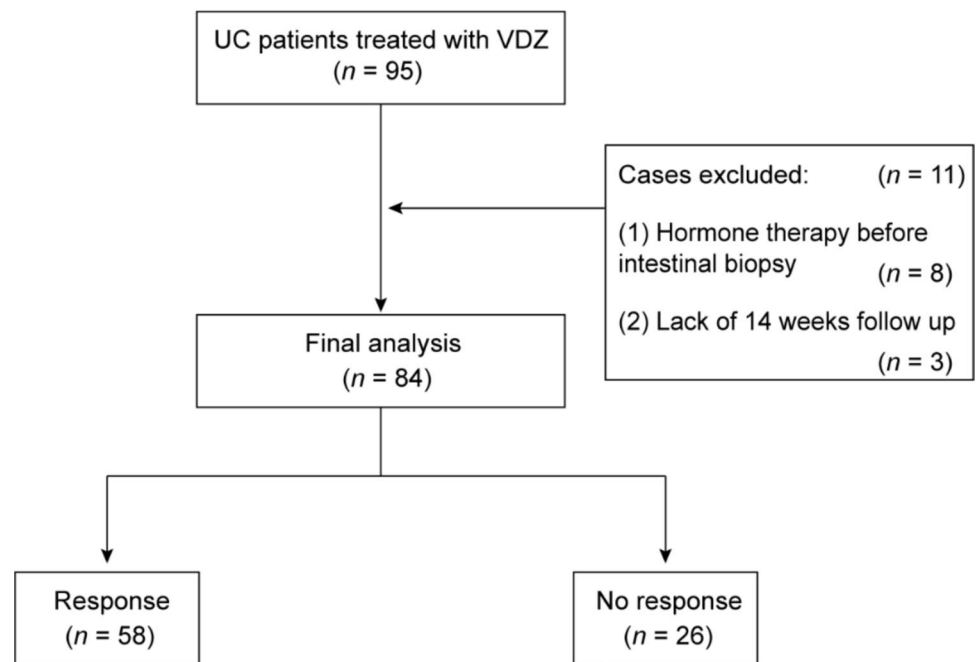 UC patients treated with VDZ
(n = 95)
Cases excluded: (n = 11)
(1) Hormone therapy before
intestinal biopsy (n = 8)
(2) Lack of 14 weeks follow up
(n = 3)
Final analysis
(n = 84)
Response
(n = 58)
No response
(n = 26)